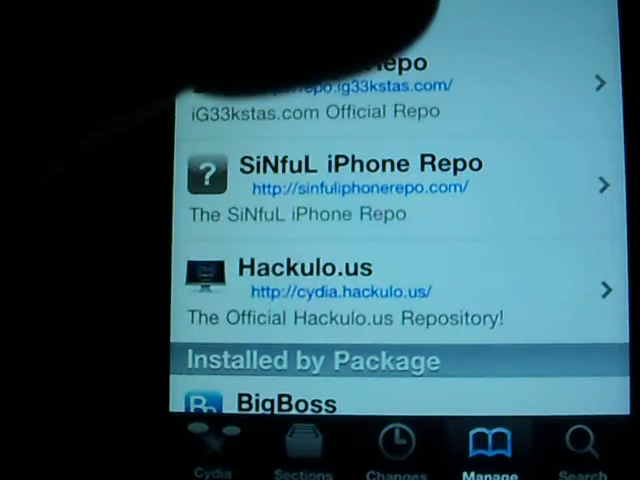 epo
repo.ig33kstas.com/
iG33kstas.com Official Repo
?
SiNfuL iPhone Repo
http://sinfuliphonerepo.com/
The SiNfuL iPhone Repo
Hackulo.us
http://cydia.hackulo.us/
The Official Hackulo.us Repository!
Installed by Package
BigBoss
Cydia Sections Changes Manage Search